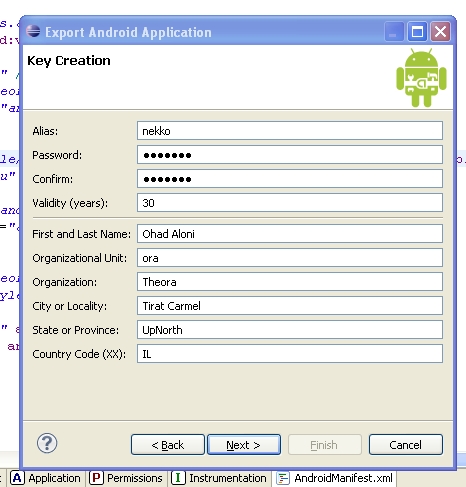 Export Android Application
Key Creation
Alias: nekko
Password: ●●●●●●●
Confirm: ●●●●●●●
Validity (years): 30
First and Last Name: Ohad Aloni
Organizational Unit: ora
Organization: Theora
City or Locality: Tirat Carmel
State or Province: UpNorth
Country Code (XX): IL
? < Back Next > Finish Cancel
A Application P Permissions I Instrumentation AndroidManifest.xml